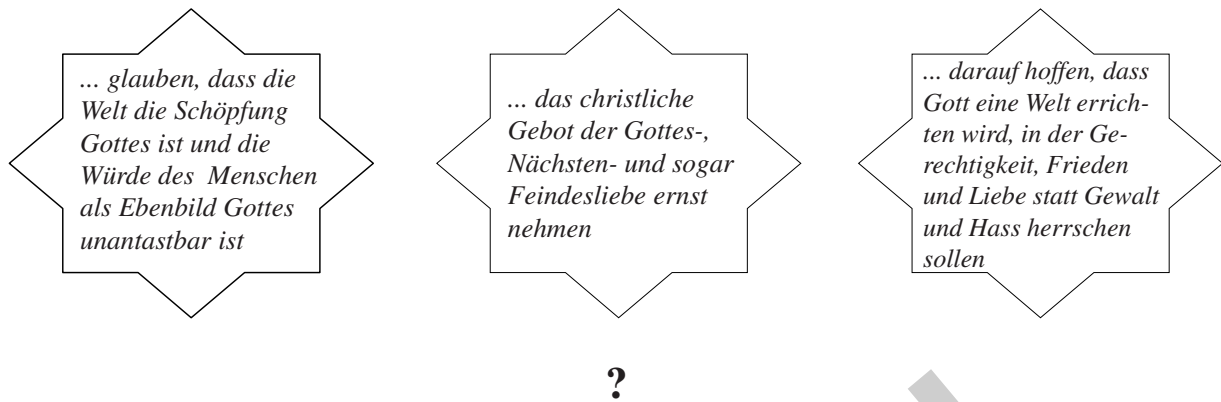 ... glauben, dass die
Welt die Schöpfung
Gottes ist und die
Würde des Menschen
als Ebenbild Gottes
unantastbar ist
... das christliche
Gebot der Gottes-,
Nächsten- und sogar
Feindesliebe ernst
nehmen
... darauf hoffen, dass
Gott eine Welt errich-
ten wird, in der Ge-
rechtigkeit, Frieden
und Liebe statt Gewalt
und Hass herrschen
sollen
?